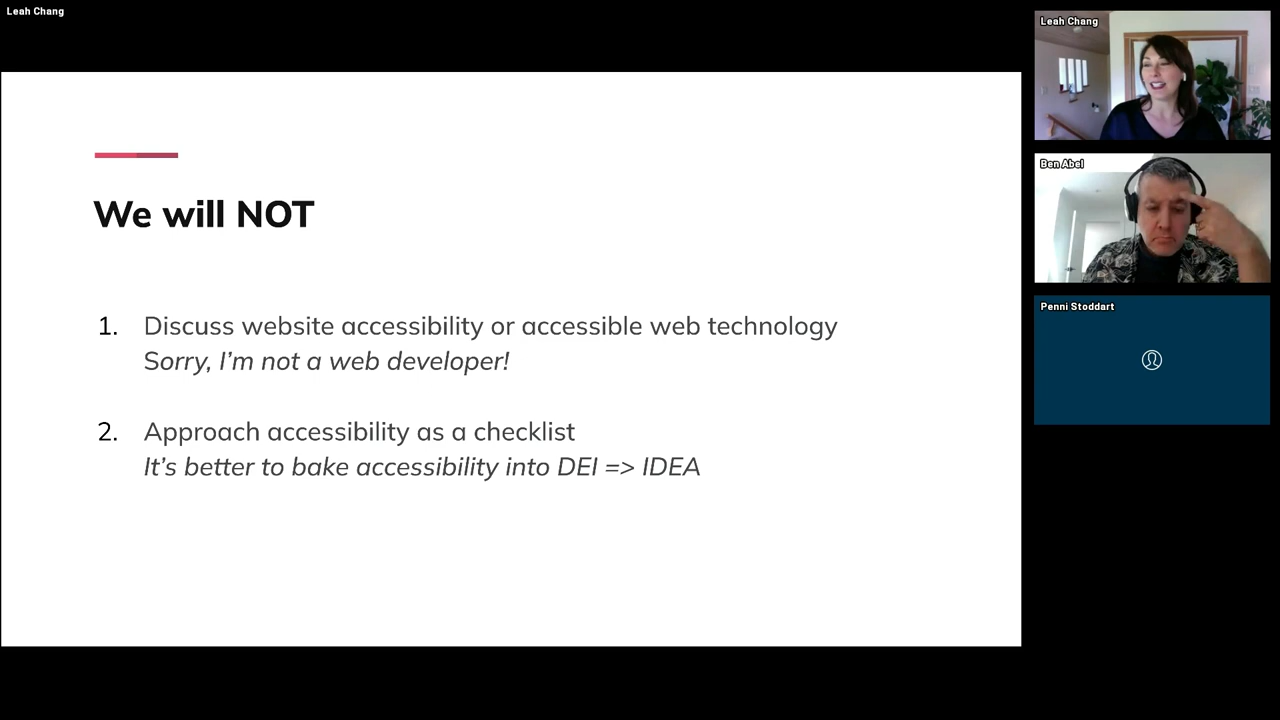 Leah Chang
We will NOT
1. Discuss website accessibility or accessible web technology
Sorry, I'm not a web developer!
2. Approach accessibility as a checklist
It's better to bake accessibility into DEI => IDEA
Leah Chang
Ben Abel
Penni Stoddart